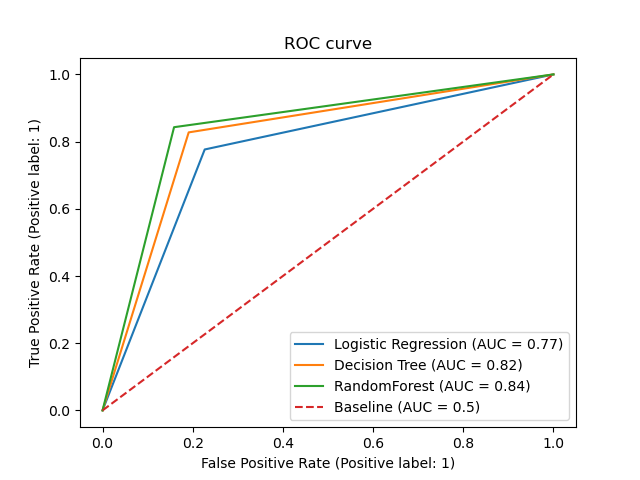 ROC curve
True Positive Rate (Positive label: 1)
1.0
0.8
0.6
0.4
0.2
0.0
Logistic Regression (AUC = 0.77)
Decision Tree (AUC = 0.82)
RandomForest (AUC = 0.84)
Baseline (AUC = 0.5)
0.0 0.2 0.4 0.6 0.8 1.0
False Positive Rate (Positive label: 1)